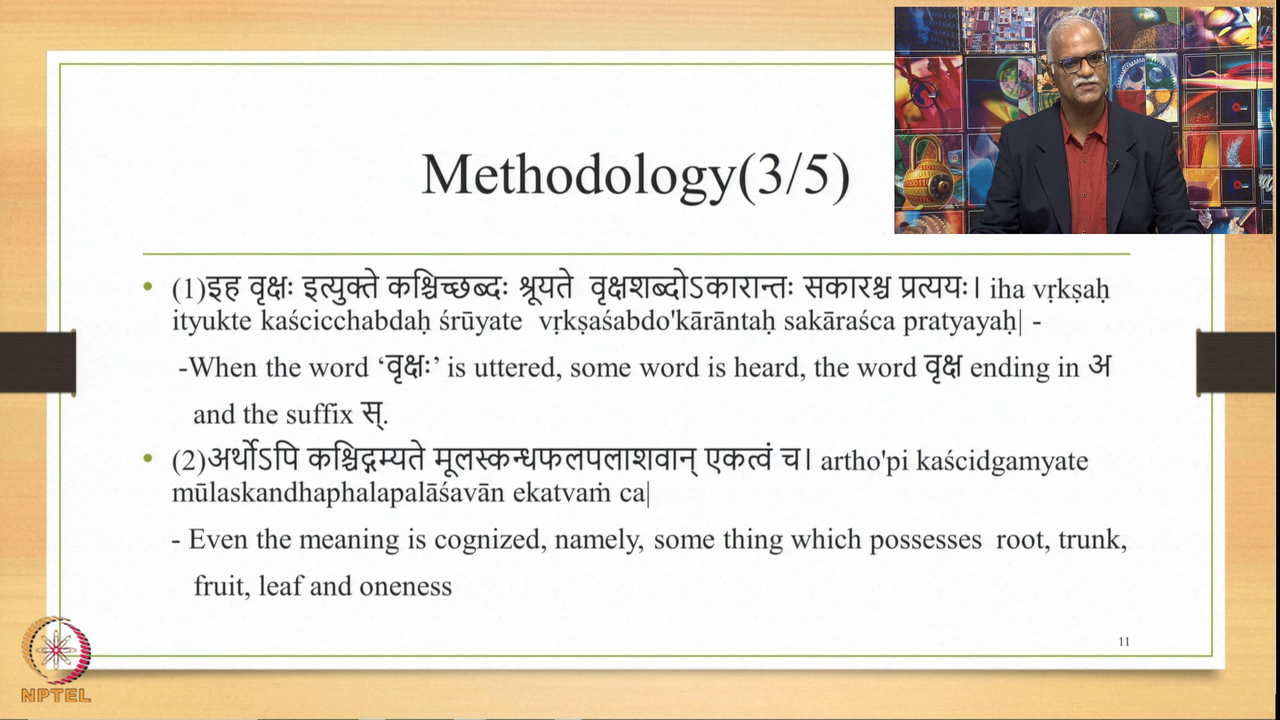 Methodology(3/5)
• (1)इह वृक्षः इत्युक्ते कश्चिच्छब्दः श्रूयते वृक्षशब्दोऽकारान्तः सकारश्च प्रत्ययः। iha vṛkṣaḥ
ityukte kaścicchabdaḥ śrūyate vṛkṣaśabdo'kārāntaḥ sakāraśca pratyayaḥ| -
-When the word ‘वृक्षः’ is uttered, some word is heard, the word वृक्ष ending in अ
and the suffix स्.
• (2)अर्थोऽपि कश्चिद्गम्यते मूलस्कन्धफलपलाशवान् एकत्वं च। artho'pi kaścidgamyate
mūlaskandhaphalapalāśavān ekatvaṁ ca|
- Even the meaning is cognized, namely, some thing which possesses root, trunk,
fruit, leaf and oneness
11
NPTEL